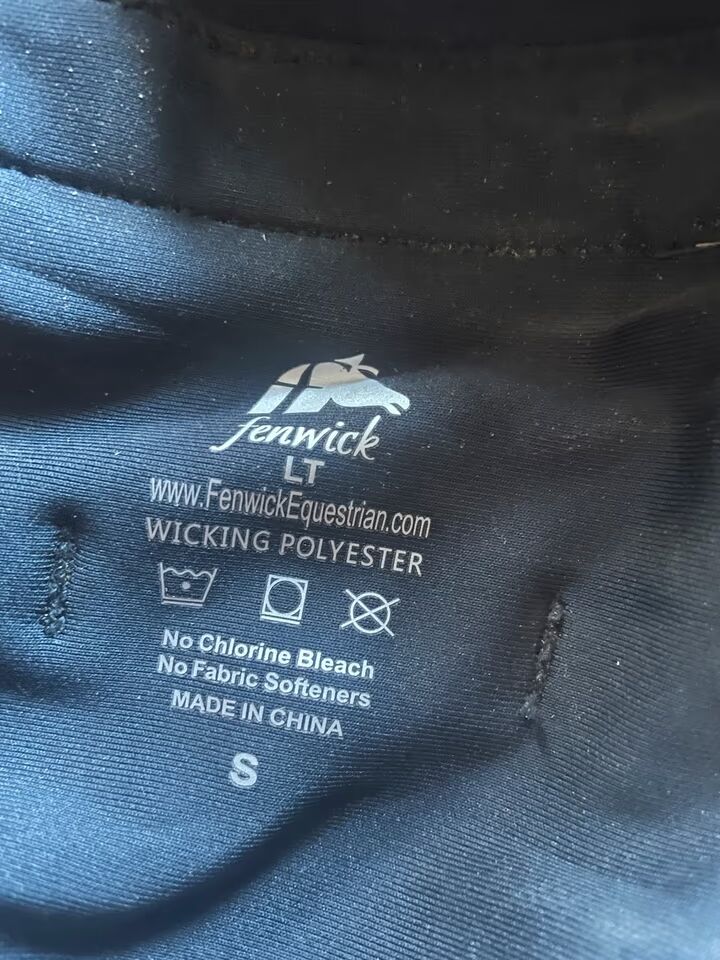 fenwick
LT
www.FenwickEquestrian.com
WICKING POLYESTER
No Chlorine Bleach
No Fabric Softeners
MADE IN CHINA
S